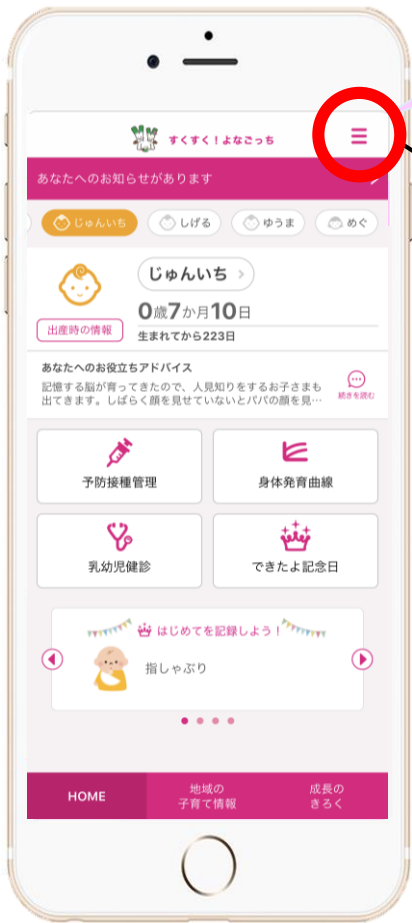 すくすく!よなごっち
あなたへのお知らせがあります
じゅんいち
しげる
ゆうま
めぐ
じゅんいち
0歳7か月10日
出産時の情報
生まれてから223日
あなたへのお役立ちアドバイス
記憶する脳が育ってきたので、人見知りをするお子さまも
出てきます。しばらく顔を見せていないとパパの顔を見…
続きを読む
予防接種管理
身体発育曲線
乳幼児健診
できたよ記念日
はじめてを記録しよう!
指しゃぶり
HOME
地域の
子育て情報
成長の
きろく